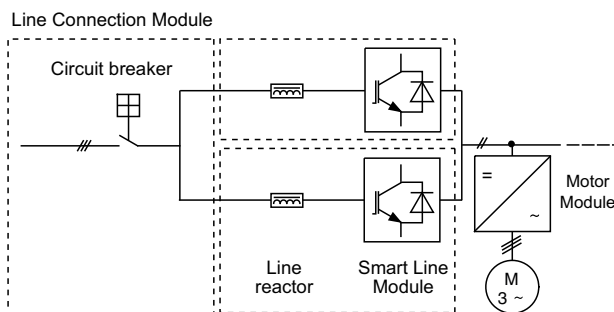 Line Connection Module
Circuit breaker
=
~
Motor
Module
Line
reactor
Smart Line
Module
M
3 ~